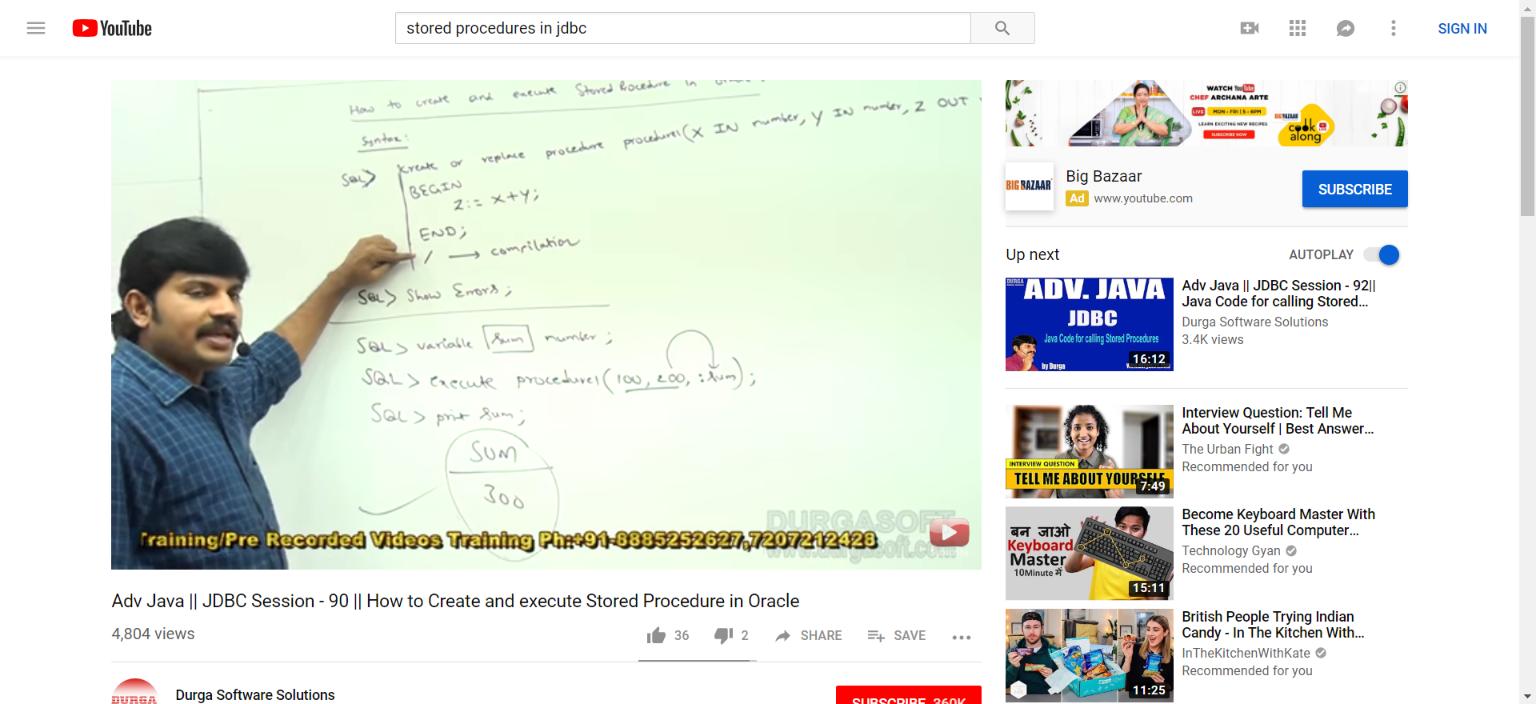 YouTube
stored procedures in jdbc
SIGN IN
How to create and execute Stored Procedure in
Syntax:
SQL> Create or replace procedure procedure1(X IN number, Y IN number, Z OUT
BEGIN
Z:= X+Y;
END;
/ → compilation
SQL> Show Errors;
SQL> variable sum number;
SQL> execute procedure1(100, 200, :sum);
SQL> print sum;
SUM
300
DURGASOFT
www.durgasoft.com
Training/Pre Recorded Videos Training Ph:+91-8885252627,7207212428
Adv Java || JDBC Session - 90 || How to Create and execute Stored Procedure in Oracle
4,804 views
36
2
SHARE
SAVE
DURGA
Durga Software Solutions
SUBSCRIBE 360K
WATCH YouTube
CHEF ARCHANA ARTE
LIVE MON - FRI | 5 - 6PM
LEARN EXCITING NEW RECIPES
SUBSCRIBE NOW
BIG BAZAAR
cook along
BIG BAZAAR
Big Bazaar
Ad www.youtube.com
SUBSCRIBE
Up next
AUTOPLAY
ADV. JAVA
JDBC
Java Code for calling Stored Procedures
by Durga
16:12
Adv Java || JDBC Session - 92||
Java Code for calling Stored...
Durga Software Solutions
3.4K views
INTERVIEW QUESTION
TELL ME ABOUT YOURSELF
7:49
Interview Question: Tell Me
About Yourself | Best Answer...
The Urban Fight
Recommended for you
बन जाओ
Keyboard
Master
10Minute में
15:11
Become Keyboard Master With
These 20 Useful Computer...
Technology Gyan
Recommended for you
11:25
British People Trying Indian
Candy - In The Kitchen With...
InTheKitchenWithKate
Recommended for you